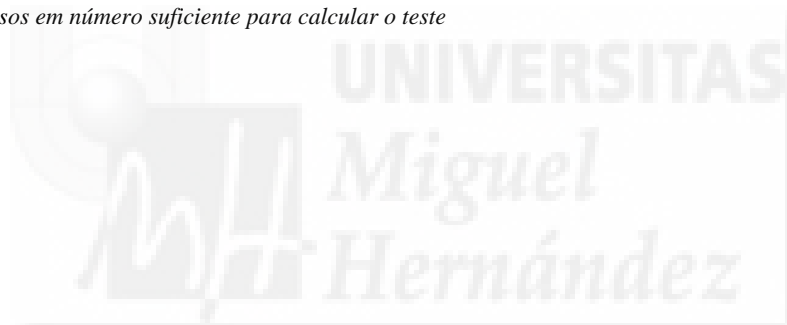 sos em número suficiente para calcular o teste
UNIVERSITAS
Miguel
Hernández